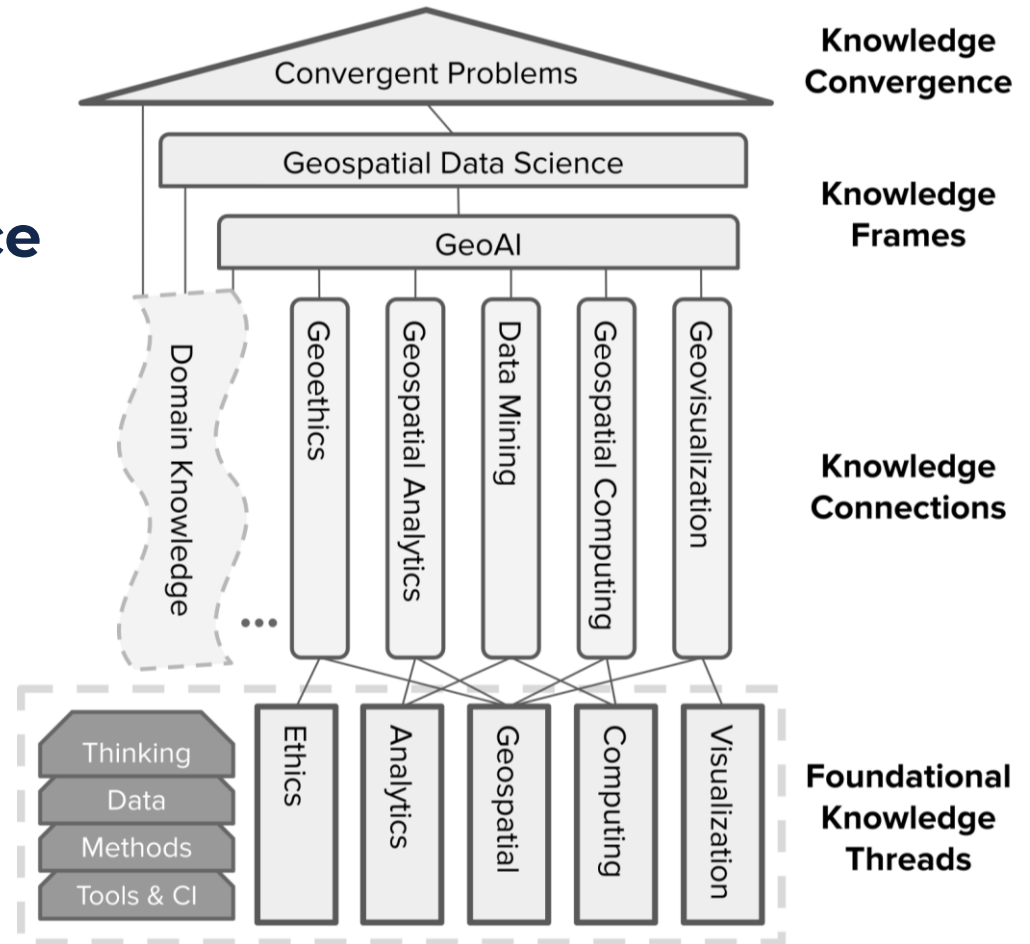 Convergent Problems
Knowledge
Convergence
Geospatial Data Science
Knowledge
Frames
GeoAI
Domain Knowledge
...
Geoethics
Geospatial Analytics
Data Mining
Geospatial Computing
Geovisualization
Knowledge
Connections
Thinking
Data
Methods
Tools & CI
Ethics
Analytics
Geospatial
Computing
Visualization
Foundational
Knowledge
Threads